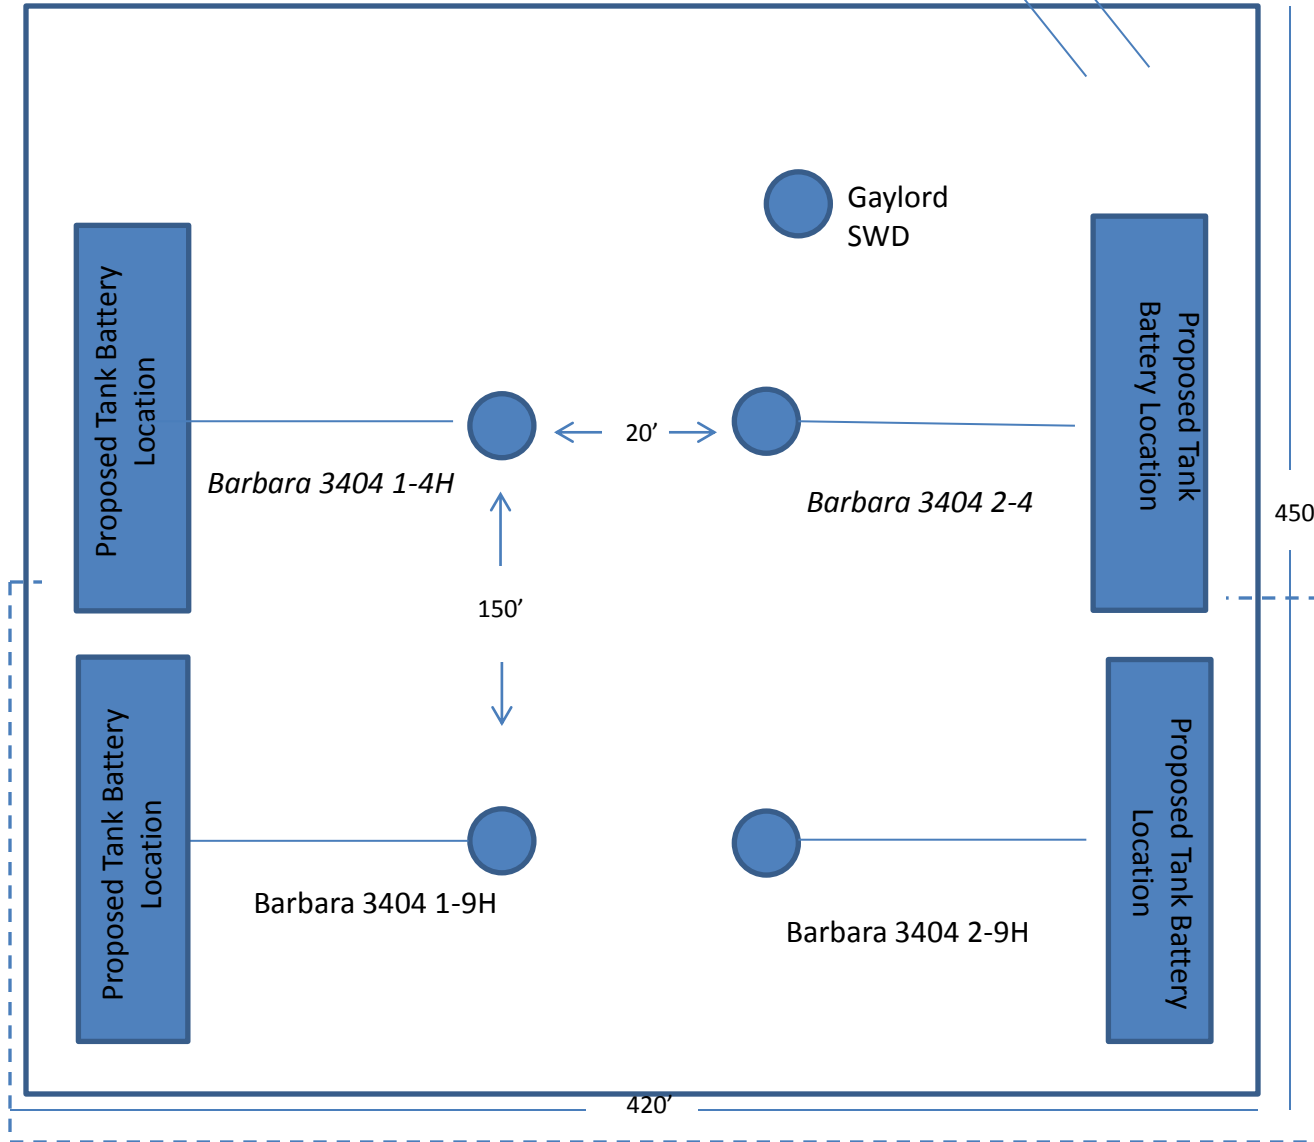 Gaylord
SWD
Proposed Tank Battery
Location
Proposed Tank
Battery Location
20’
Barbara 3404 1-4H
Barbara 3404 2-4
450
150’
Proposed Tank Battery
Location
Proposed Tank Battery
Location
Barbara 3404 1-9H
Barbara 3404 2-9H
420’